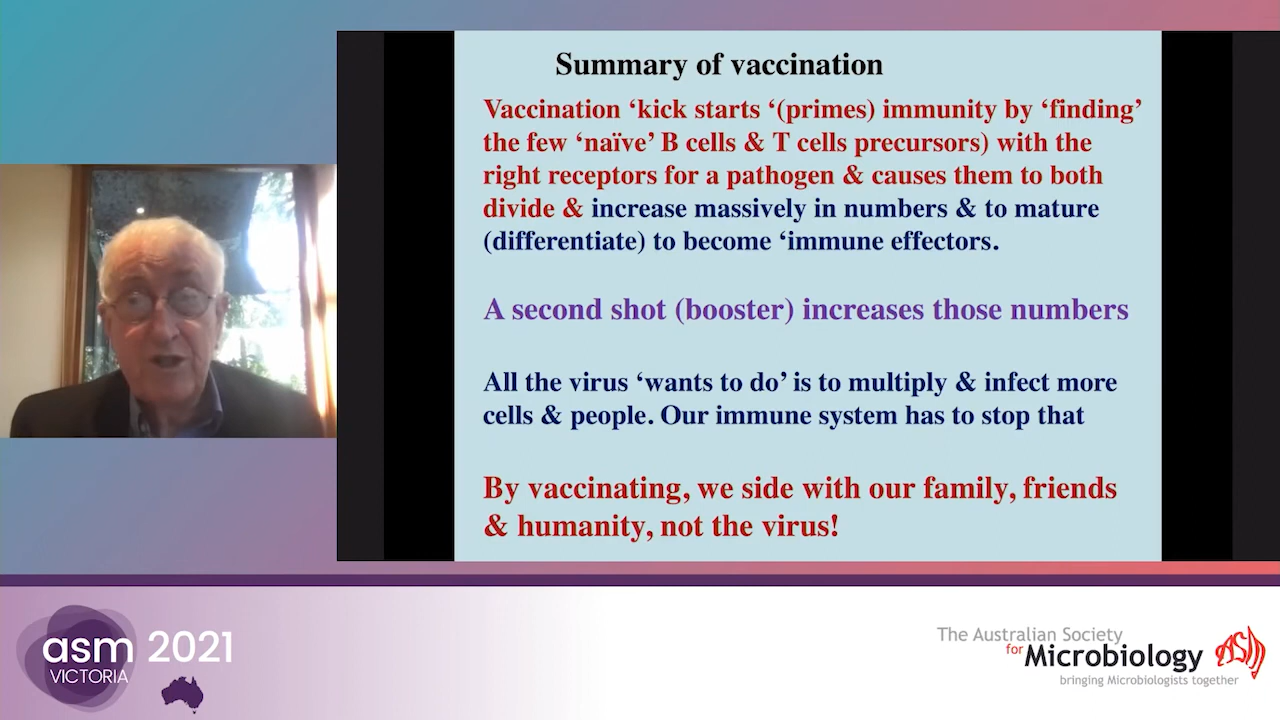 Summary of vaccination
Vaccination ‘kick starts ‘(primes) immunity by ‘finding’
the few ‘naïve’ B cells & T cells precursors) with the
right receptors for a pathogen & causes them to both
divide & increase massively in numbers & to mature
(differentiate) to become ‘immune effectors.
A second shot (booster) increases those numbers
All the virus ‘wants to do’ is to multiply & infect more
cells & people. Our immune system has to stop that
By vaccinating, we side with our family, friends
& humanity, not the virus!
asm 2021
VICTORIA
The Australian Society
for Microbiology
bringing Microbiologists together
ASM